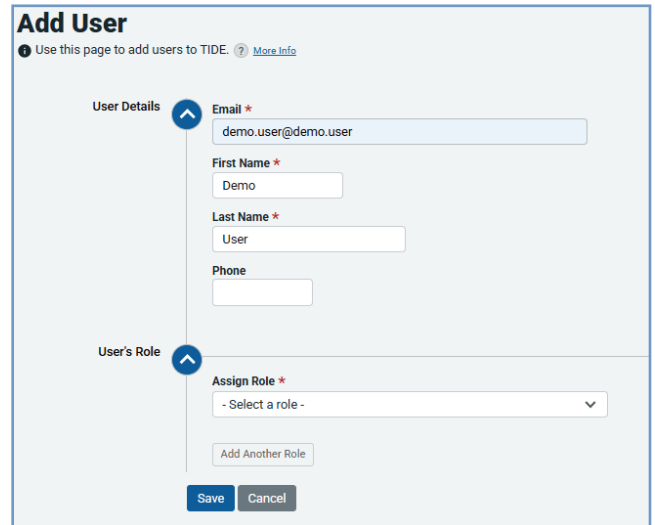 Add User
Use this page to add users to TIDE. ? More Info
User Details
Email *
demo.user@demo.user
First Name *
Demo
Last Name *
User
Phone
User's Role
Assign Role *
- Select a role -
Add Another Role
Save Cancel